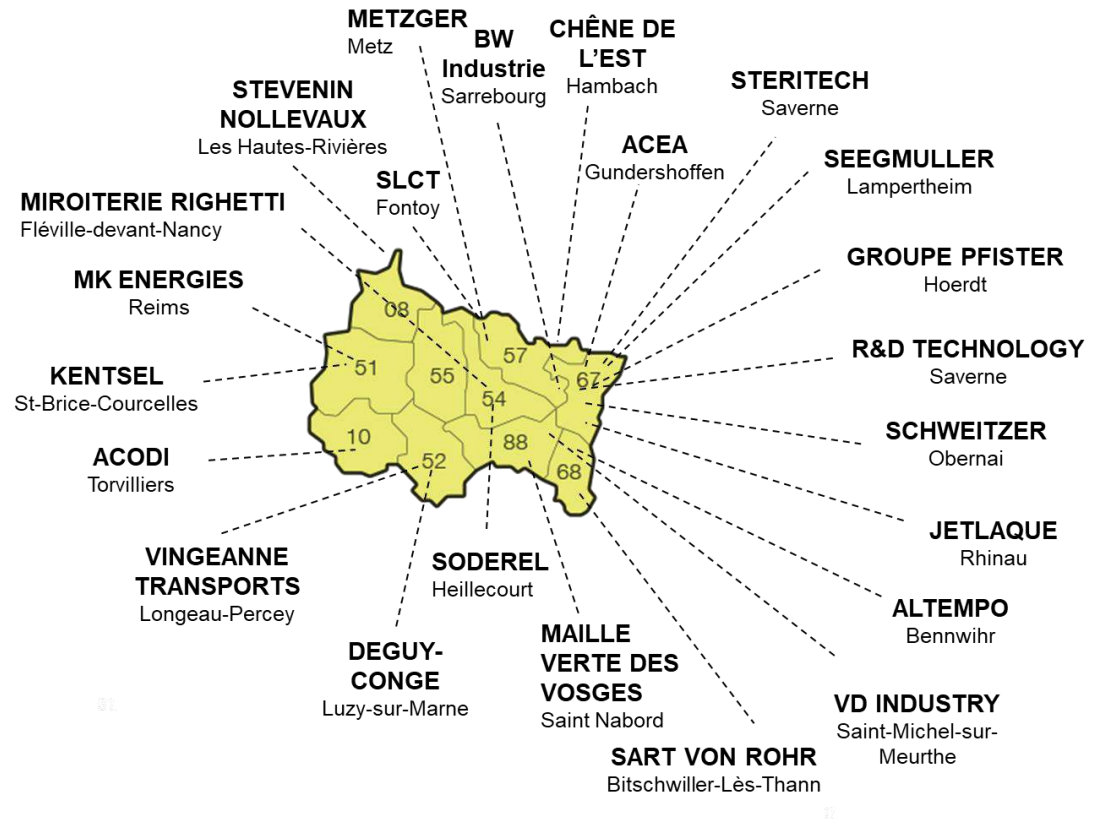 METZGER
Metz
BW
Industrie
Sarrebourg
CHÊNE DE
L'EST
Hambach
STERITECH
Saverne
STEVENIN
NOLLEVAUX
Les Hautes-Rivières
ACEA
Gundershoffen
SEEGMULLER
Lampertheim
SLCT
Fontoy
MIROITERIE RIGHETTI
Fléville-devant-Nancy
GROUPE PFISTER
Hoerdt
MK ENERGIES
Reims
R&D TECHNOLOGY
Saverne
KENTSEL
St-Brice-Courcelles
SCHWEITZER
Obernai
ACODI
Torvilliers
08
57
51
55
67
54
10
88
52
68
JETLAQUE
Rhinau
VINGEANNE
TRANSPORTS
Longeau-Percey
SODEREL
Heillecourt
ALTEMPO
Bennwihr
DEGUY-
CONGE
Luzy-sur-Marne
MAILLE
VERTE DES
VOSGES
Saint Nabord
VD INDUSTRY
Saint-Michel-sur-
Meurthe
SART VON ROHR
Bitschwiller-Lès-Thann